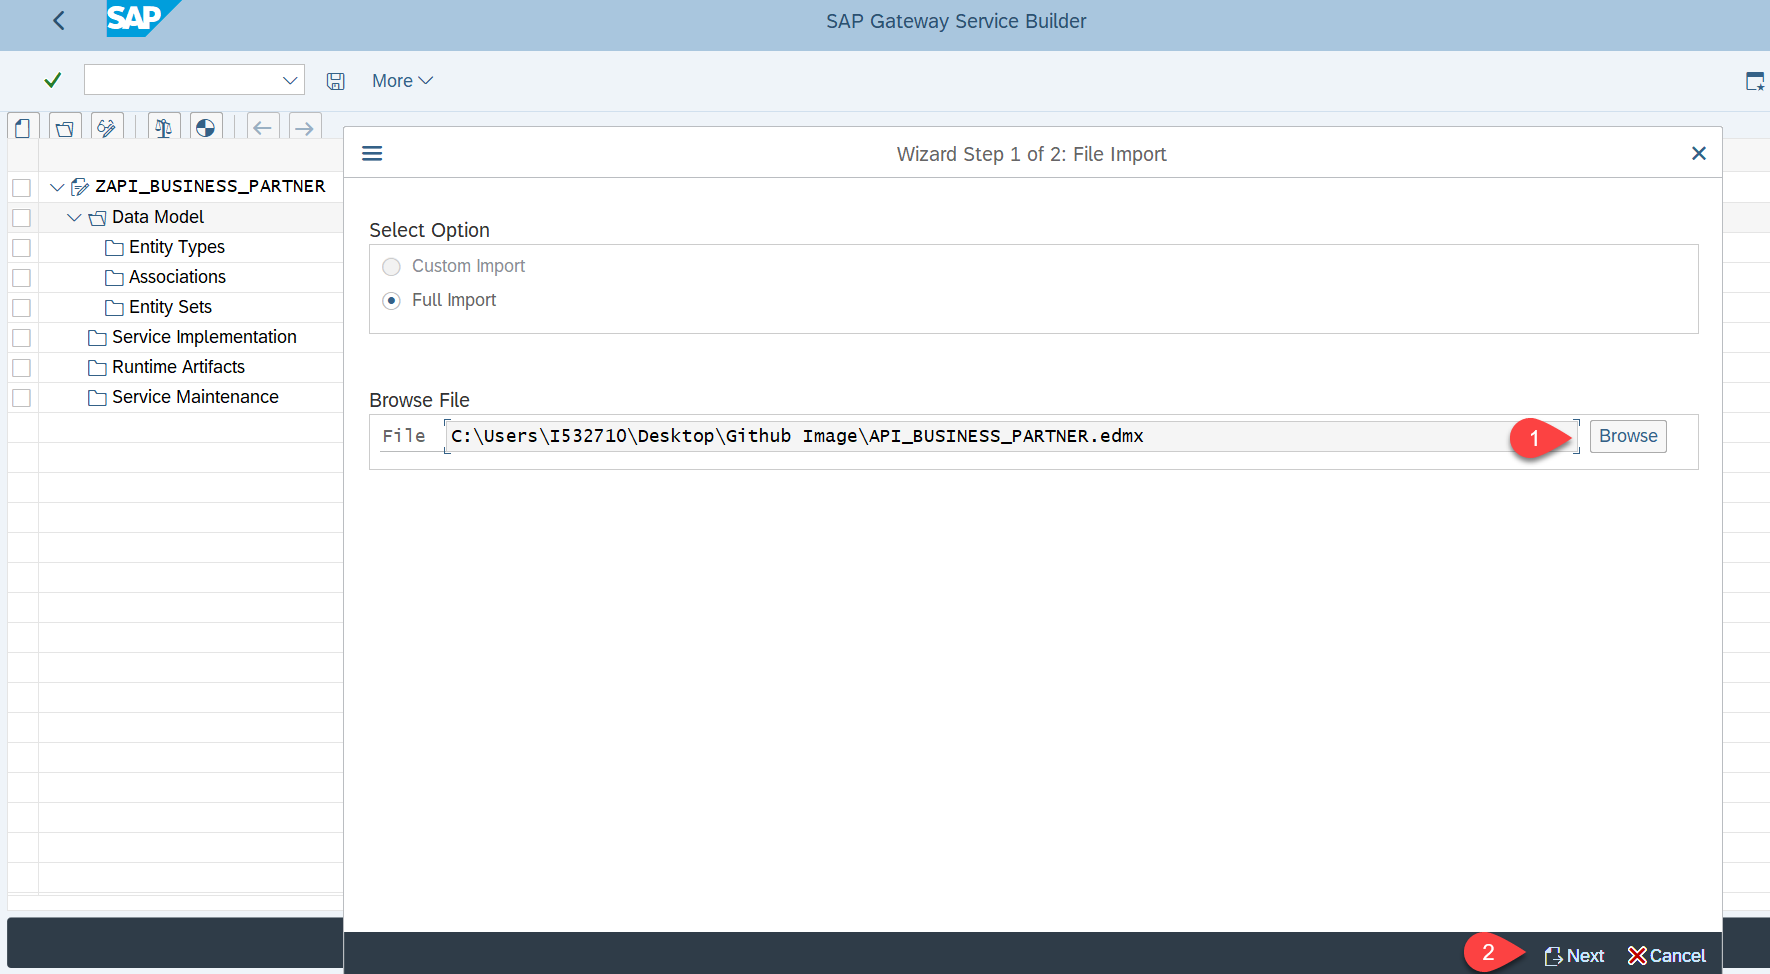 SAP
SAP Gateway Service Builder
More
Wizard Step 1 of 2: File Import
ZAPI_BUSINESS_PARTNER
Data Model
Entity Types
Associations
Entity Sets
Service Implementation
Runtime Artifacts
Service Maintenance
Select Option
Custom Import
Full Import
Browse File
File C:\Users\I532710\Desktop\Github Image\API_BUSINESS_PARTNER.edmx 1 Browse
2 Next Cancel